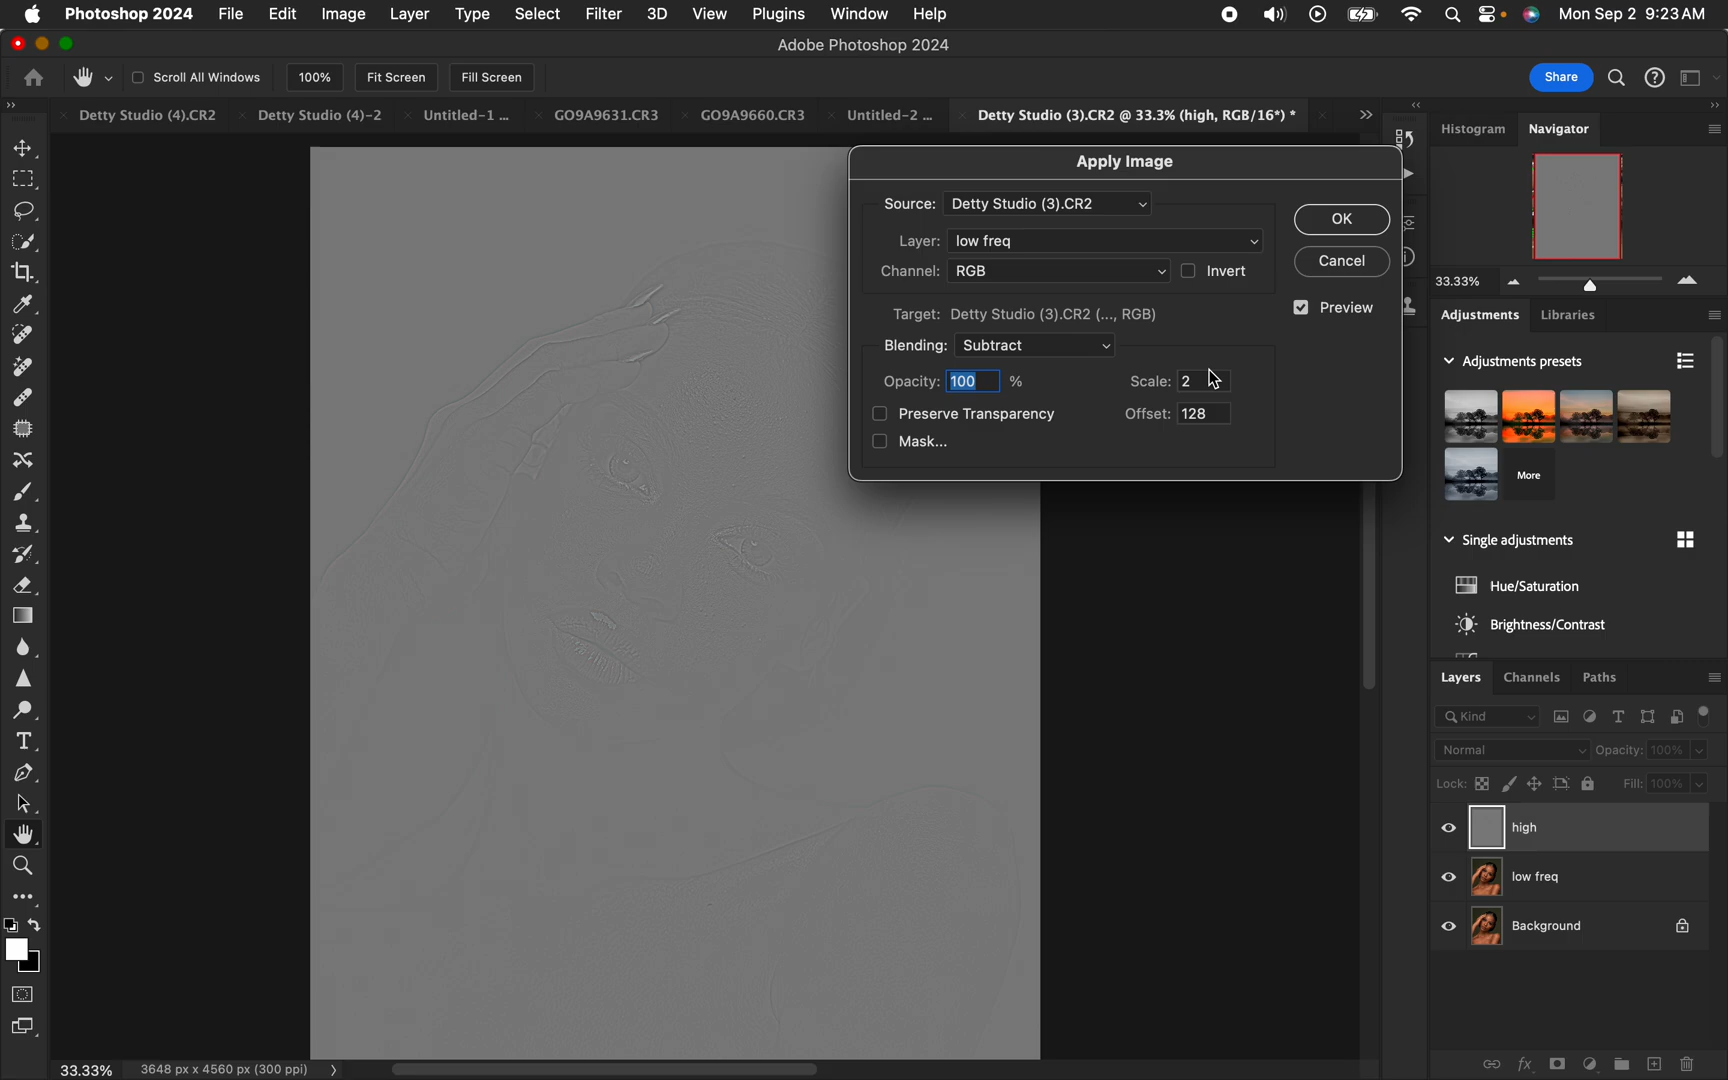 Photoshop 2024 File Edit Image Layer Type Select Filter 3D View Plugins Window Help Mon Sep 2 9:23 AM
Adobe Photoshop 2024
Scroll All Windows 100% Fit Screen Fill Screen Share
Detty Studio (4).CR2 Detty Studio (4)-2 Untitled-1 ... GO9A9631.CR3 GO9A9660.CR3 Untitled-2 ... Detty Studio (3).CR2 @ 33.3% (high, RGB/16*) *
Histogram Navigator
Apply Image
Source: Detty Studio (3).CR2
OK
Layer: low freq
Channel: RGB Invert
Cancel
Preview
Target: Detty Studio (3).CR2 (..., RGB)
Blending: Subtract
Opacity: 100 % Scale: 2
Preserve Transparency Offset: 128
Mask...
33.33%
Adjustments Libraries
Adjustments presets
More
Single adjustments
Hue/Saturation
Brightness/Contrast
Layers Channels Paths
Kind
Normal Opacity: 100%
Lock: Fill: 100%
high
low freq
Background
33.33% 3648 px x 4560 px (300 ppi)